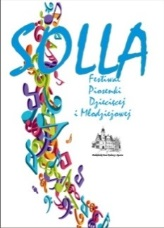 SOLLA
Festiwal
Piosenki
Dziecięcej
i Młodzieżowej